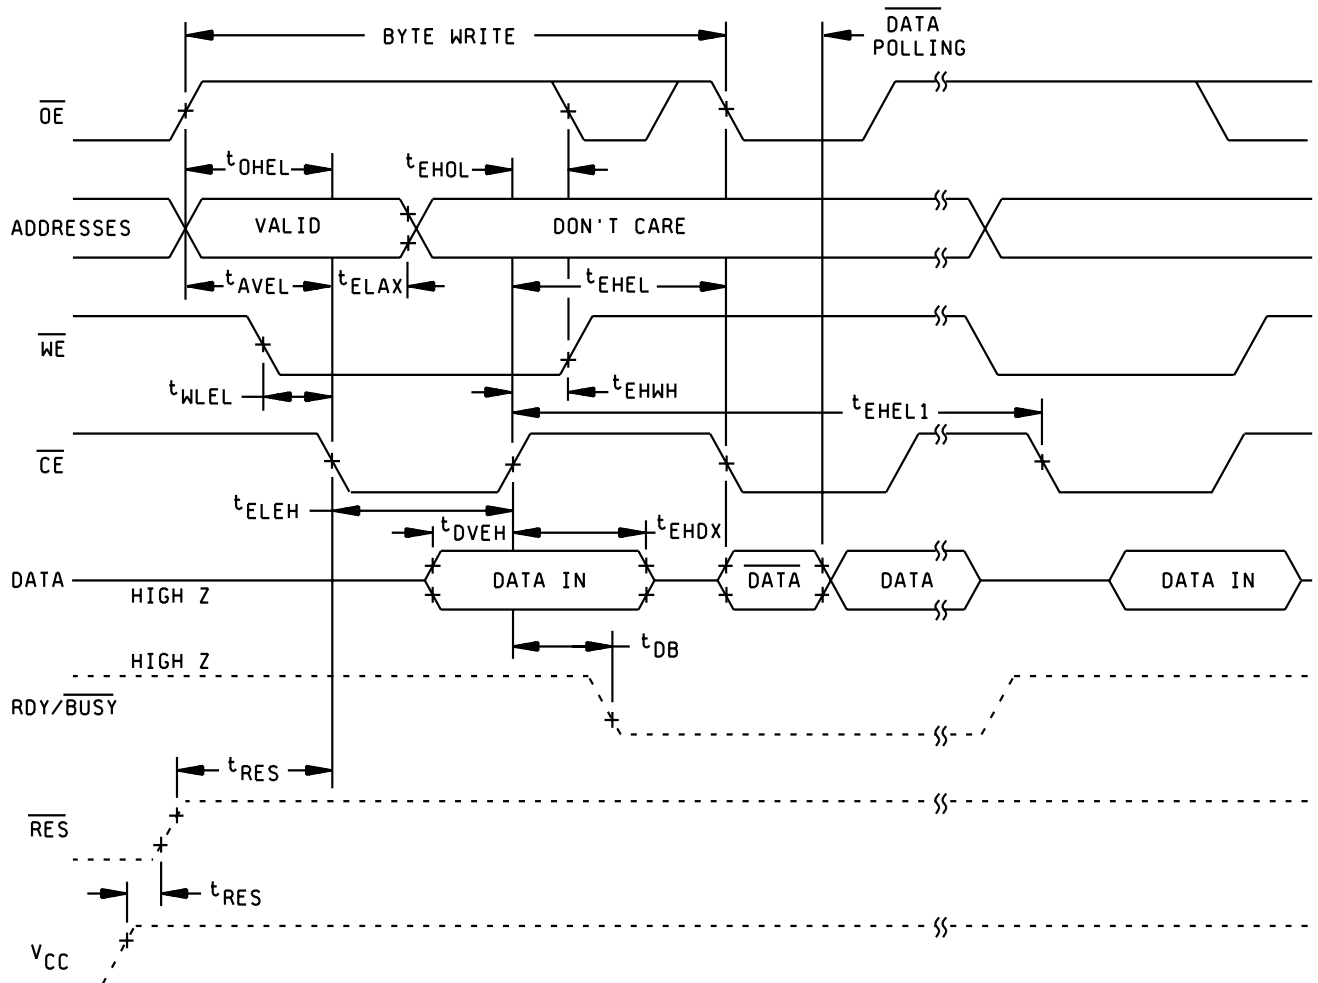 BYTE WRITE
DATA
POLLING
OE
tOHEL
tEHOL
ADDRESSES
VALID
DON'T CARE
tAVEL
tELAX
tEHEL
WE
tWLEL
tEHWH
tEHEL1
CE
tELEH
tDVEH
tEHDX
DATA
HIGH Z
DATA IN
DATA
DATA
DATA IN
tDB
HIGH Z
RDY/BUSY
tRES
RES
tRES
VCC